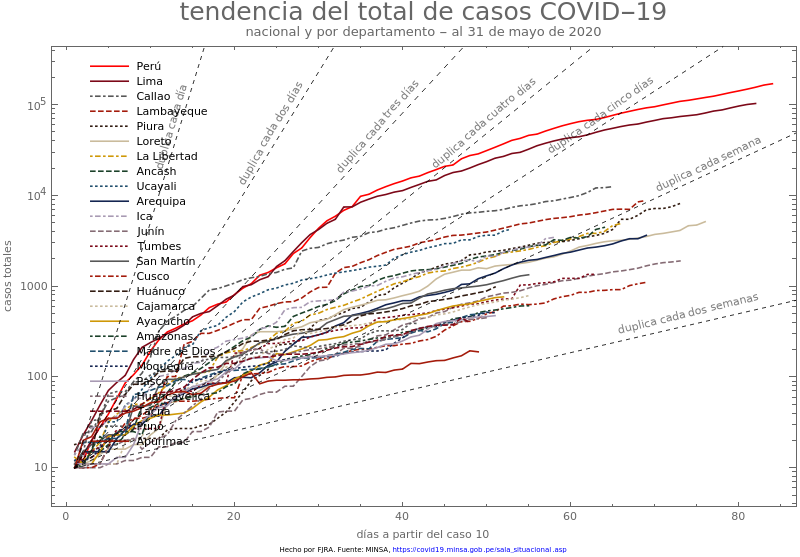 tendencia del total de casos COVID−19
nacional y por departamento − al 31 de mayo de 2020
Perú
Lima
Callao
Lambayeque
Piura
Loreto
La Libertad
Ancash
Ucayali
Arequipa
Ica
Junín
Tumbes
San Martín
Cusco
Huánuco
Cajamarca
Ayacucho
Amazonas
Madre de Dios
Moquegua
Pasco
Huancavelica
Tacna
Puno
Apurímac
duplica cada día
duplica cada dos días
duplica cada tres días
duplica cada cuatro días
duplica cada cinco días
duplica cada semana
duplica cada dos semanas
casos totales
10⁵
10⁴
1000
100
10
0 20 40 60 80
días a partir del caso 10
Hecho por FJRA. Fuente: MINSA, https://covid19.minsa.gob.pe/sala_situacional.asp